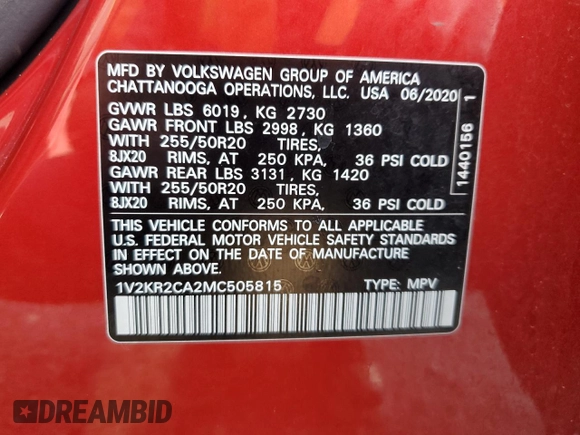 MFD BY VOLKSWAGEN GROUP OF AMERICA
CHATTANOOGA OPERATIONS, LLC. USA 06/2020
GVWR LBS 6019, KG 2730
GAWR FRONT LBS 2998, KG 1360
WITH 255/50R20 TIRES,
8JX20 RIMS, AT 250 KPA, 36 PSI COLD
GAWR REAR LBS 3131, KG 1420
WITH 255/50R20 TIRES,
8JX20 RIMS, AT 250 KPA, 36 PSI COLD
THIS VEHICLE CONFORMS TO ALL APPLICABLE
U.S. FEDERAL MOTOR VEHICLE SAFETY STANDARDS
IN EFFECT ON THE DATE OF MANUFACTURE
SHOWN ABOVE.
1V2KR2CA2MC505815 TYPE: MPV
1440156 1
DREAMBID